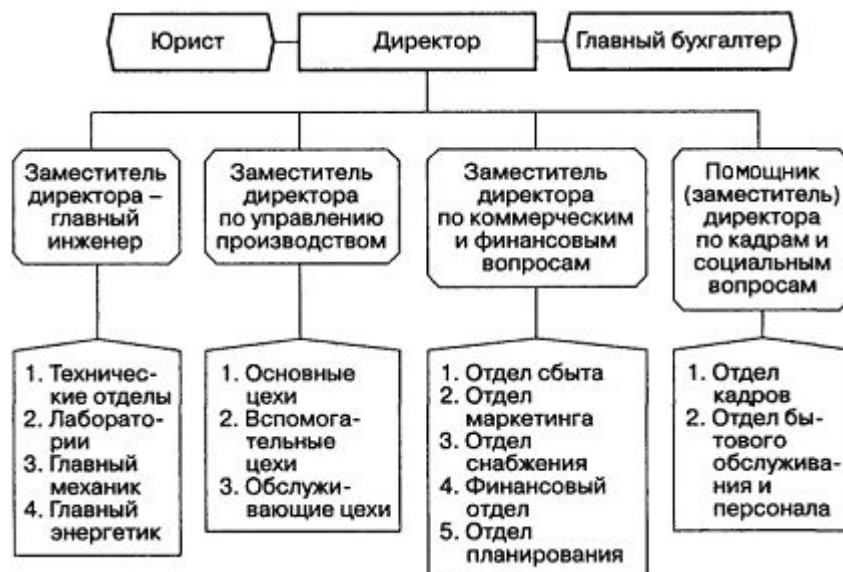 Юрист
Директор
Главный бухгалтер
Заместитель
директора –
главный
инженер
Заместитель
директора
по управлению
производством
Заместитель
директора
по коммерческим
и финансовым
вопросам
Помощник
(заместитель)
директора
по кадрам и
социальным
вопросам
1. Техничес-
кие отделы
2. Лаборато-
рии
3. Главный
механик
4. Главный
энергетик
1. Основные
цехи
2. Вспомога-
тельные
цехи
3. Обслужи-
вающие цехи
1. Отдел сбыта
2. Отдел
маркетинга
3. Отдел
снабжения
4. Финансовый
отдел
5. Отдел
планирования
1. Отдел
кадров
2. Отдел бы-
тового
обслужива-
ния и
персонала